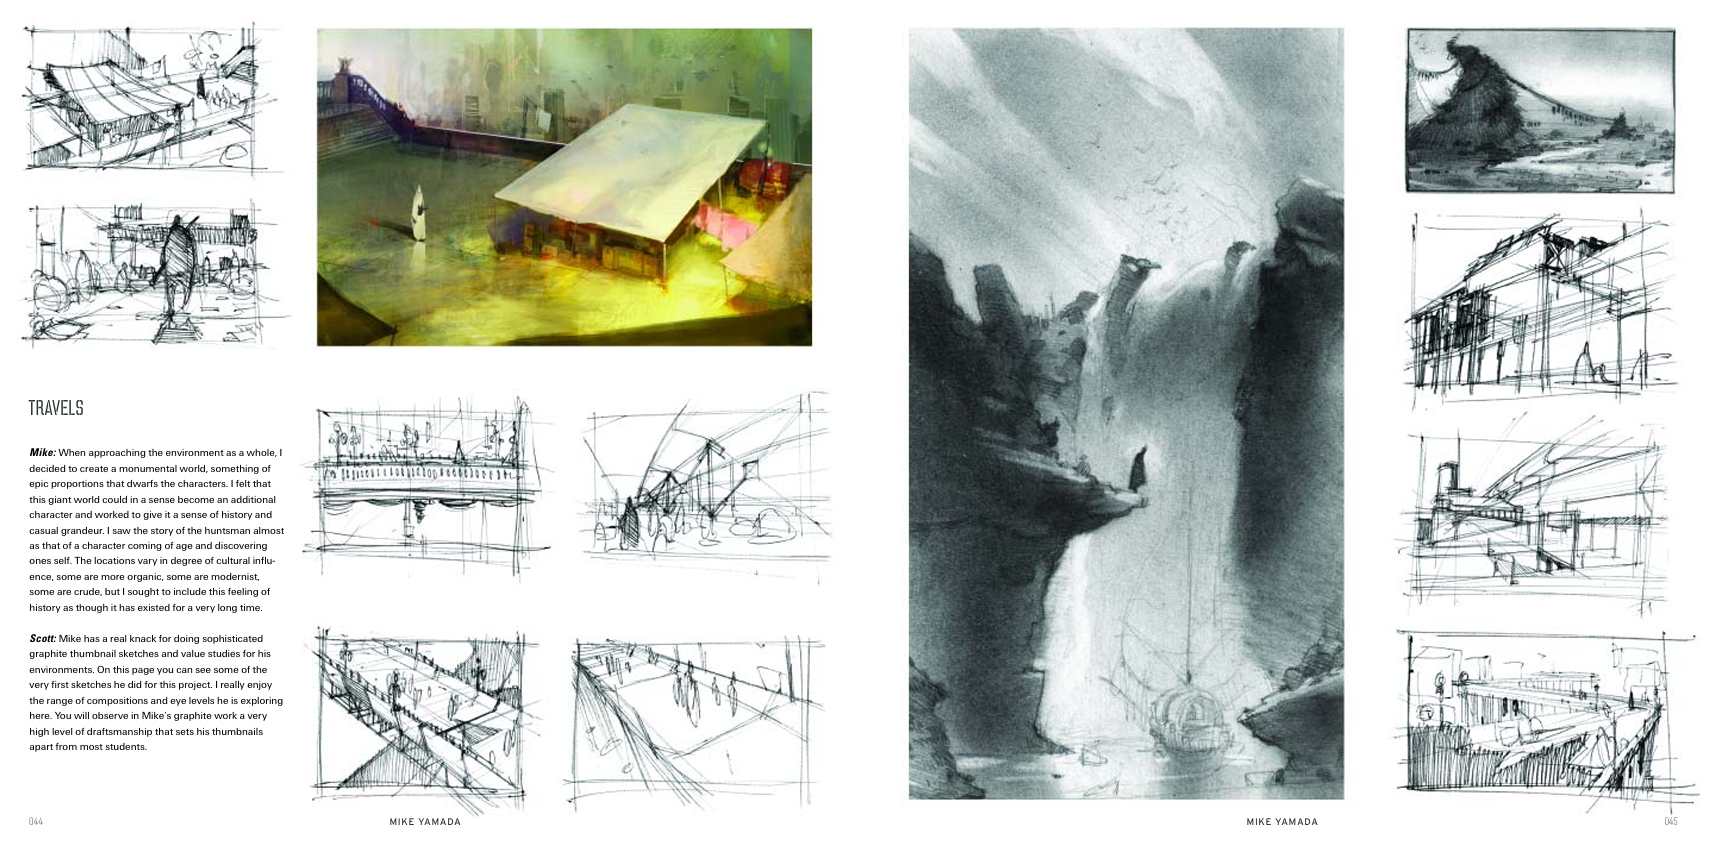 TRAVELS
Mike: When approaching the environment as a whole, I
decided to create a monumental world, something of
epic proportions that dwarfs the characters. I felt that
this giant world could in a sense become an additional
character and worked to give it a sense of history and
casual grandeur. I saw the story of the huntsman almost
as that of a character coming of age and discovering
ones self. The locations vary in degree of cultural influ-
ence, some are more organic, some are modernist,
some are crude, but I sought to include this feeling of
history as though it has existed for a very long time.
Scott: Mike has a real knack for doing sophisticated
graphite thumbnail sketches and value studies for his
environments. On this page you can see some of the
very first sketches he did for this project. I really enjoy
the range of compositions and eye levels he is exploring
here. You will observe in Mike's graphite work a very
high level of draftsmanship that sets his thumbnails
apart from most students.
044
MIKE YAMADA
MIKE YAMADA
045